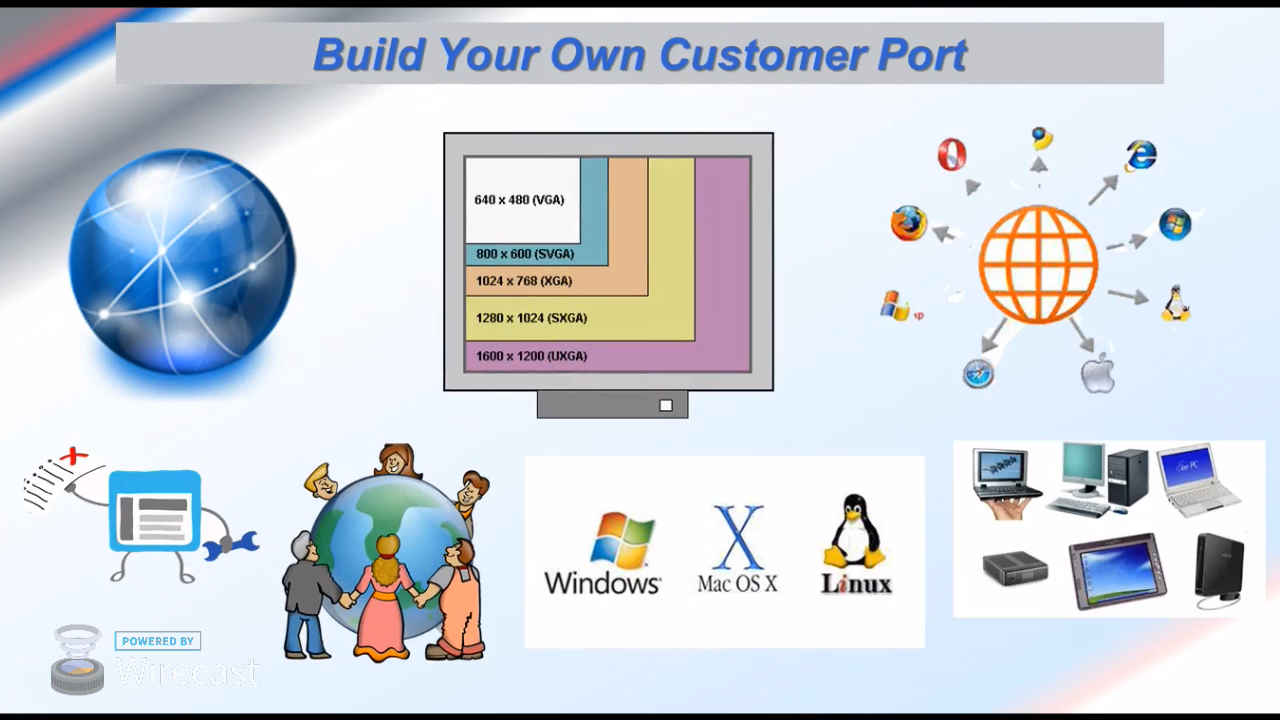 Build Your Own Customer Port
640 x 480 (VGA)
800 x 600 (SVGA)
1024 x 768 (XGA)
1280 x 1024 (SXGA)
1600 x 1200 (UXGA)
Windows
Mac OS X
Linux
POWERED BY
Wirecast